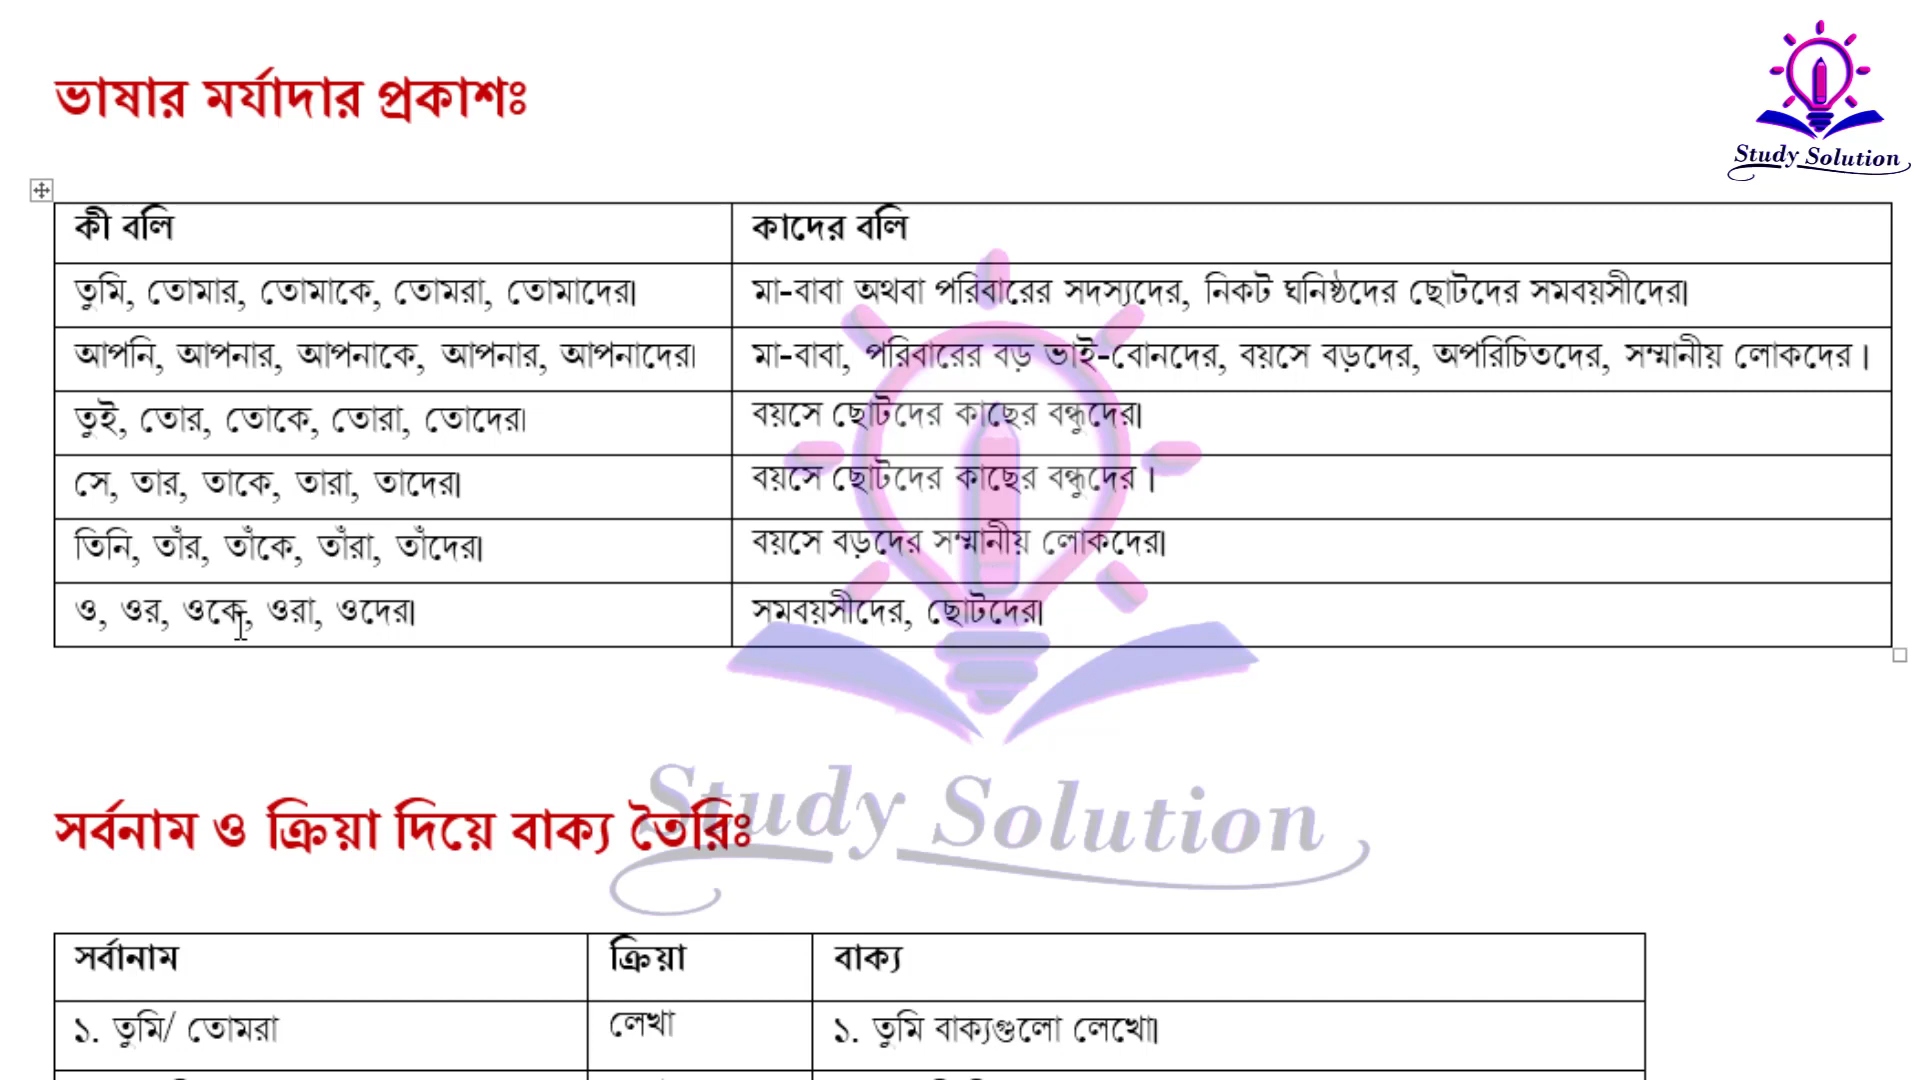 ভাষার মর্যাদার প্রকাশঃ
Study Solution
কী বলি কাদের বলি
তুমি, তোমার, তোমাকে, তোমরা, তোমাদের। মা-বাবা অথবা পরিবারের সদস্যদের, নিকট ঘনিষ্ঠদের ছোটদের সমবয়সীদের।
আপনি, আপনার, আপনাকে, আপনার, আপনাদের। মা-বাবা, পরিবারের বড় ভাই-বোনদের, বয়সে বড়দের, অপরিচিতদের, সম্মানীয় লোকদের ।
তুই, তোর, তোকে, তোরা, তোদের। বয়সে ছোটদের কাছের বন্ধুদের।
সে, তার, তাকে, তারা, তাদের। বয়সে ছোটদের কাছের বন্ধুদের ।
তিনি, তাঁর, তাঁকে, তাঁরা, তাঁদের। বয়সে বড়দের সম্মানীয় লোকদের।
ও, ওর, ওকে, ওরা, ওদের। সমবয়সীদের, ছোটদের।
Study Solution
সর্বনাম ও ক্রিয়া দিয়ে বাক্য তৈরিঃ
সর্বানাম ক্রিয়া বাক্য
১. তুমি/ তোমরা লেখা ১. তুমি বাক্যগুলো লেখো।